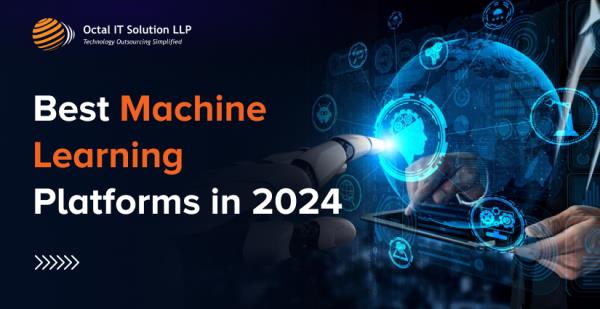 Octal IT Solution LLP
Technology Outsourcing Simplified
Best Machine
Learning
Platforms in 2024